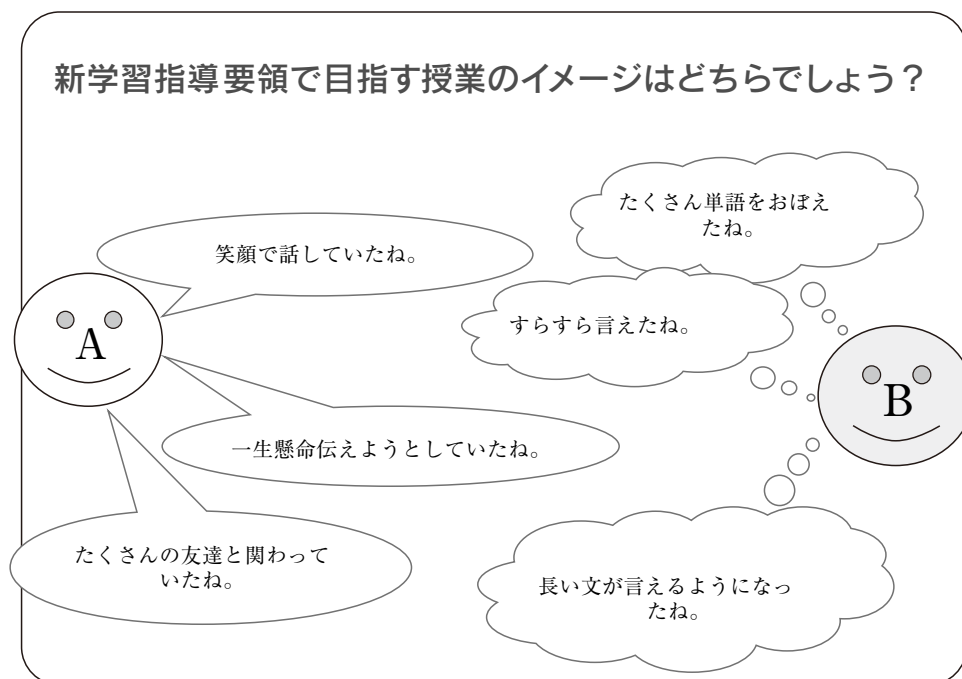 新学習指導要領で目指す授業のイメージはどちらでしょう？
A
笑顔で話していたね。
一生懸命伝えようとしていたね。
たくさんの友達と関わって
いたね。
B
たくさん単語をおぼえ
たね。
すらすら言えたね。
長い文が言えるようになっ
たね。